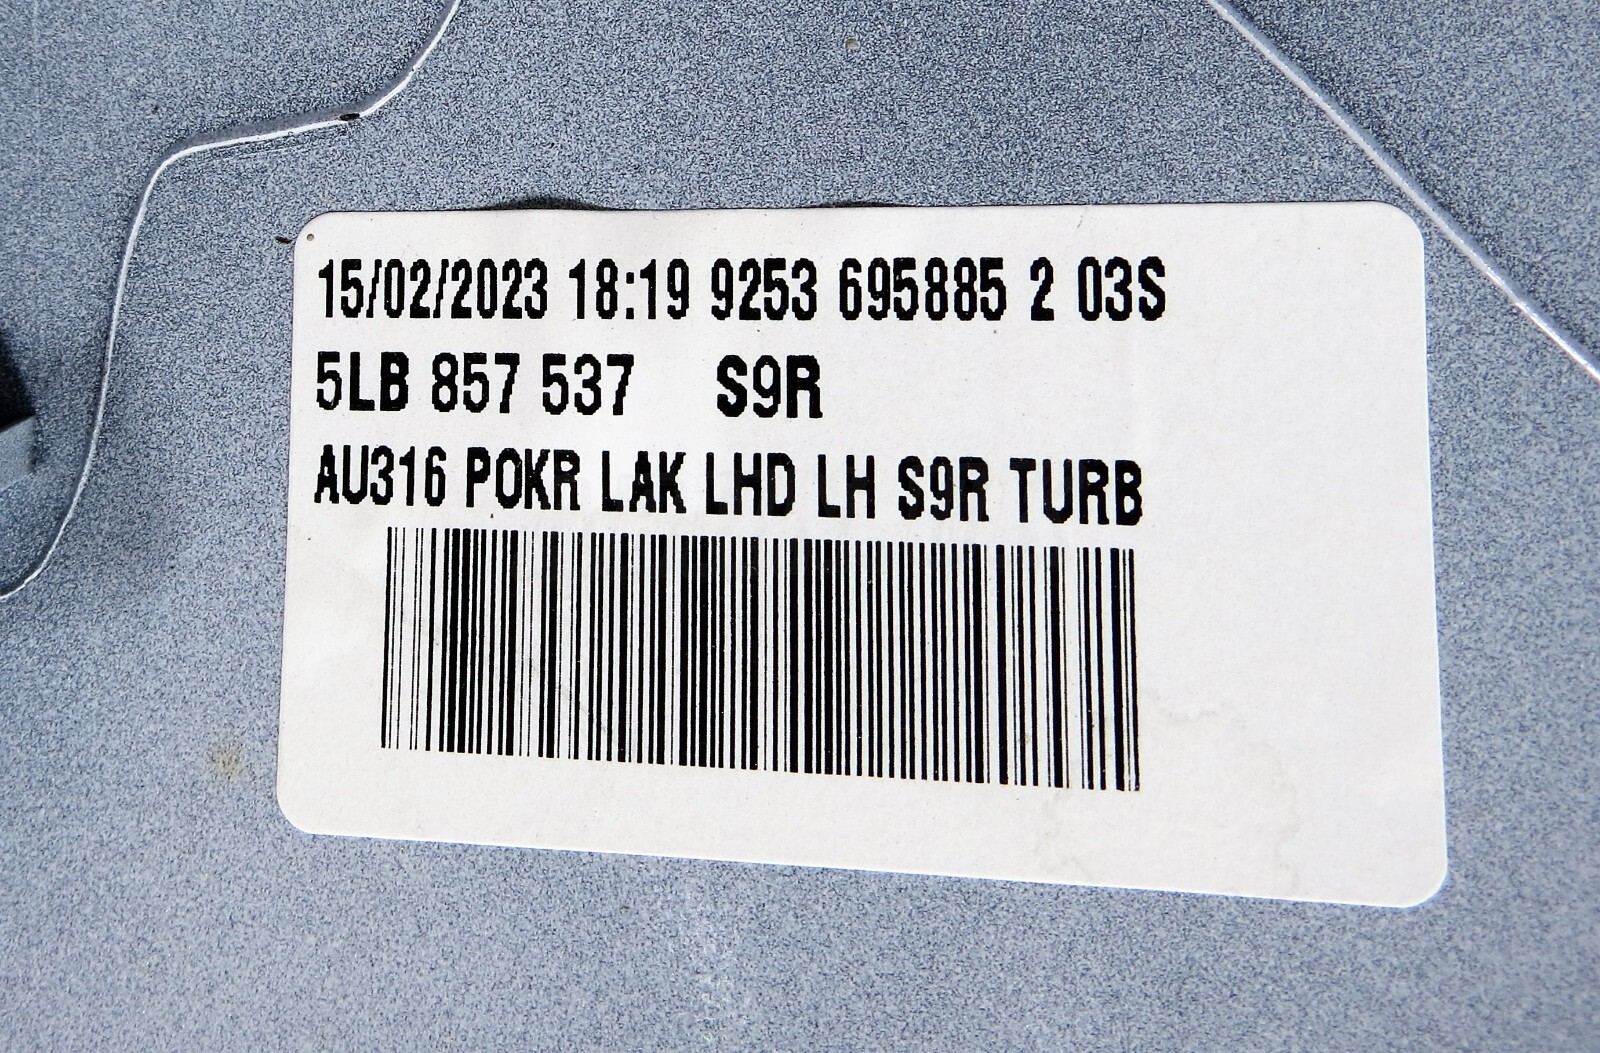 15/02/2023 18:19 9253 695885 2 03S
5LB 857 537 S9R
AU316 POKR LAK LHD LH S9R TURB